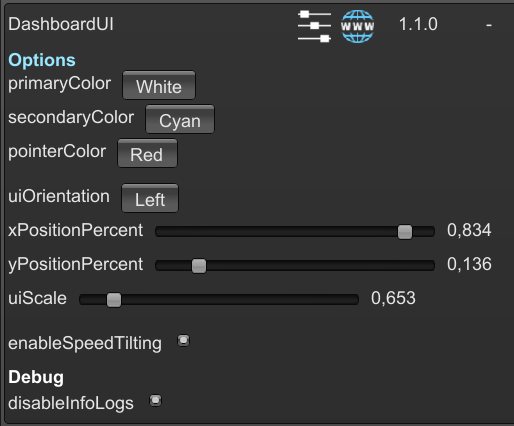 DashboardUI WWW 1.1.0 -
Options
primaryColor White
secondaryColor Cyan
pointerColor Red
uiOrientation Left
xPositionPercent 0,834
yPositionPercent 0,136
uiScale 0,653
enableSpeedTilting
Debug
disableInfoLogs